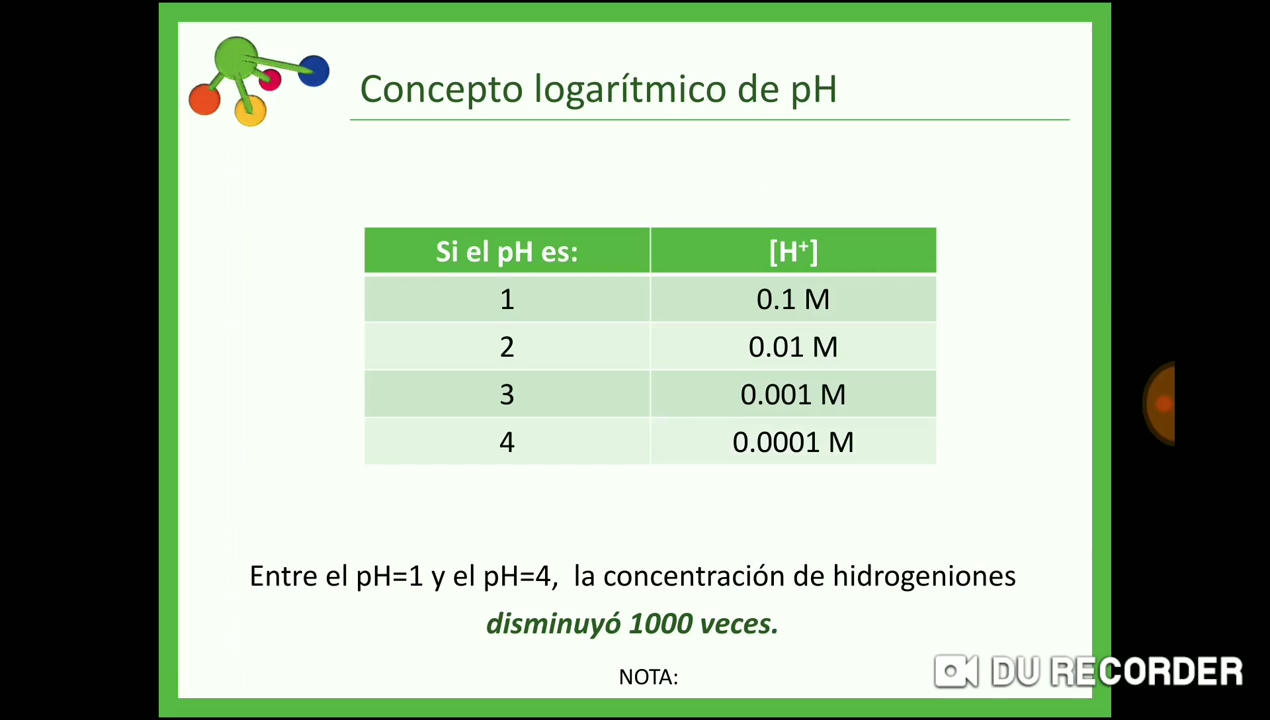 Concepto logarítmico de pH
Si el pH es: [H⁺]
1 0.1 M
2 0.01 M
3 0.001 M
4 0.0001 M
Entre el pH=1 y el pH=4, la concentración de hidrogeniones
disminuyó 1000 veces.
NOTA:
DU RECORDER